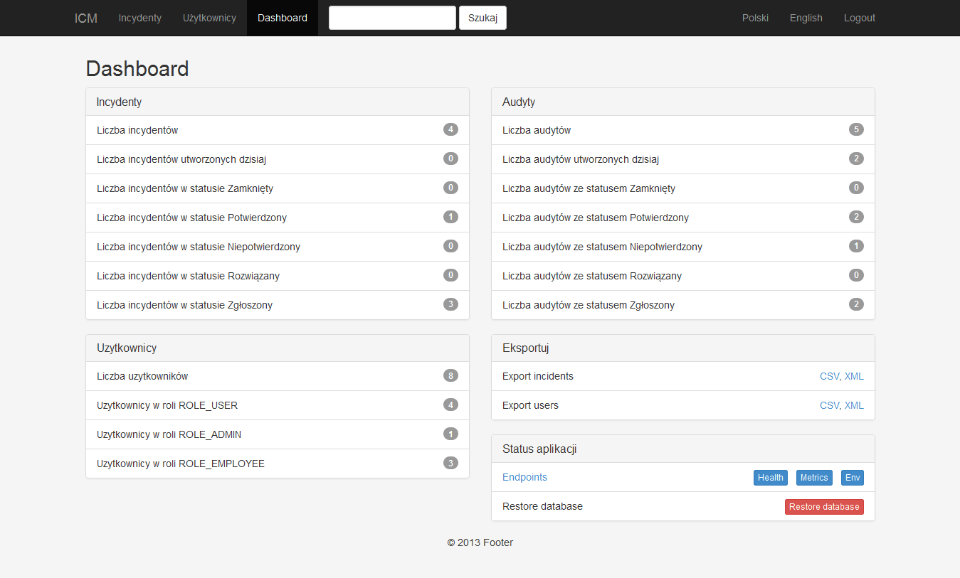 ICM Incydenty Użytkownicy Dashboard Szukaj Polski English Logout
Dashboard
Incydenty
Liczba incydentów 4
Liczba incydentów utworzonych dzisiaj 0
Liczba incydentów w statusie Zamknięty 0
Liczba incydentów w statusie Potwierdzony 1
Liczba incydentów w statusie Niepotwierdzony 0
Liczba incydentów w statusie Rozwiązany 0
Liczba incydentów w statusie Zgłoszony 3
Audyty
Liczba audytów 5
Liczba audytów utworzonych dzisiaj 2
Liczba audytów ze statusem Zamknięty 0
Liczba audytów ze statusem Potwierdzony 2
Liczba audytów ze statusem Niepotwierdzony 1
Liczba audytów ze statusem Rozwiązany 0
Liczba audytów ze statusem Zgłoszony 2
Uzytkownicy
Liczba uzytkowników 8
Uzytkownicy w roli ROLE_USER 4
Uzytkownicy w roli ROLE_ADMIN 1
Uzytkownicy w roli ROLE_EMPLOYEE 3
Eksportuj
Export incidents CSV, XML
Export users CSV, XML
Status aplikacji
Endpoints Health Metrics Env
Restore database Restore database
© 2013 Footer